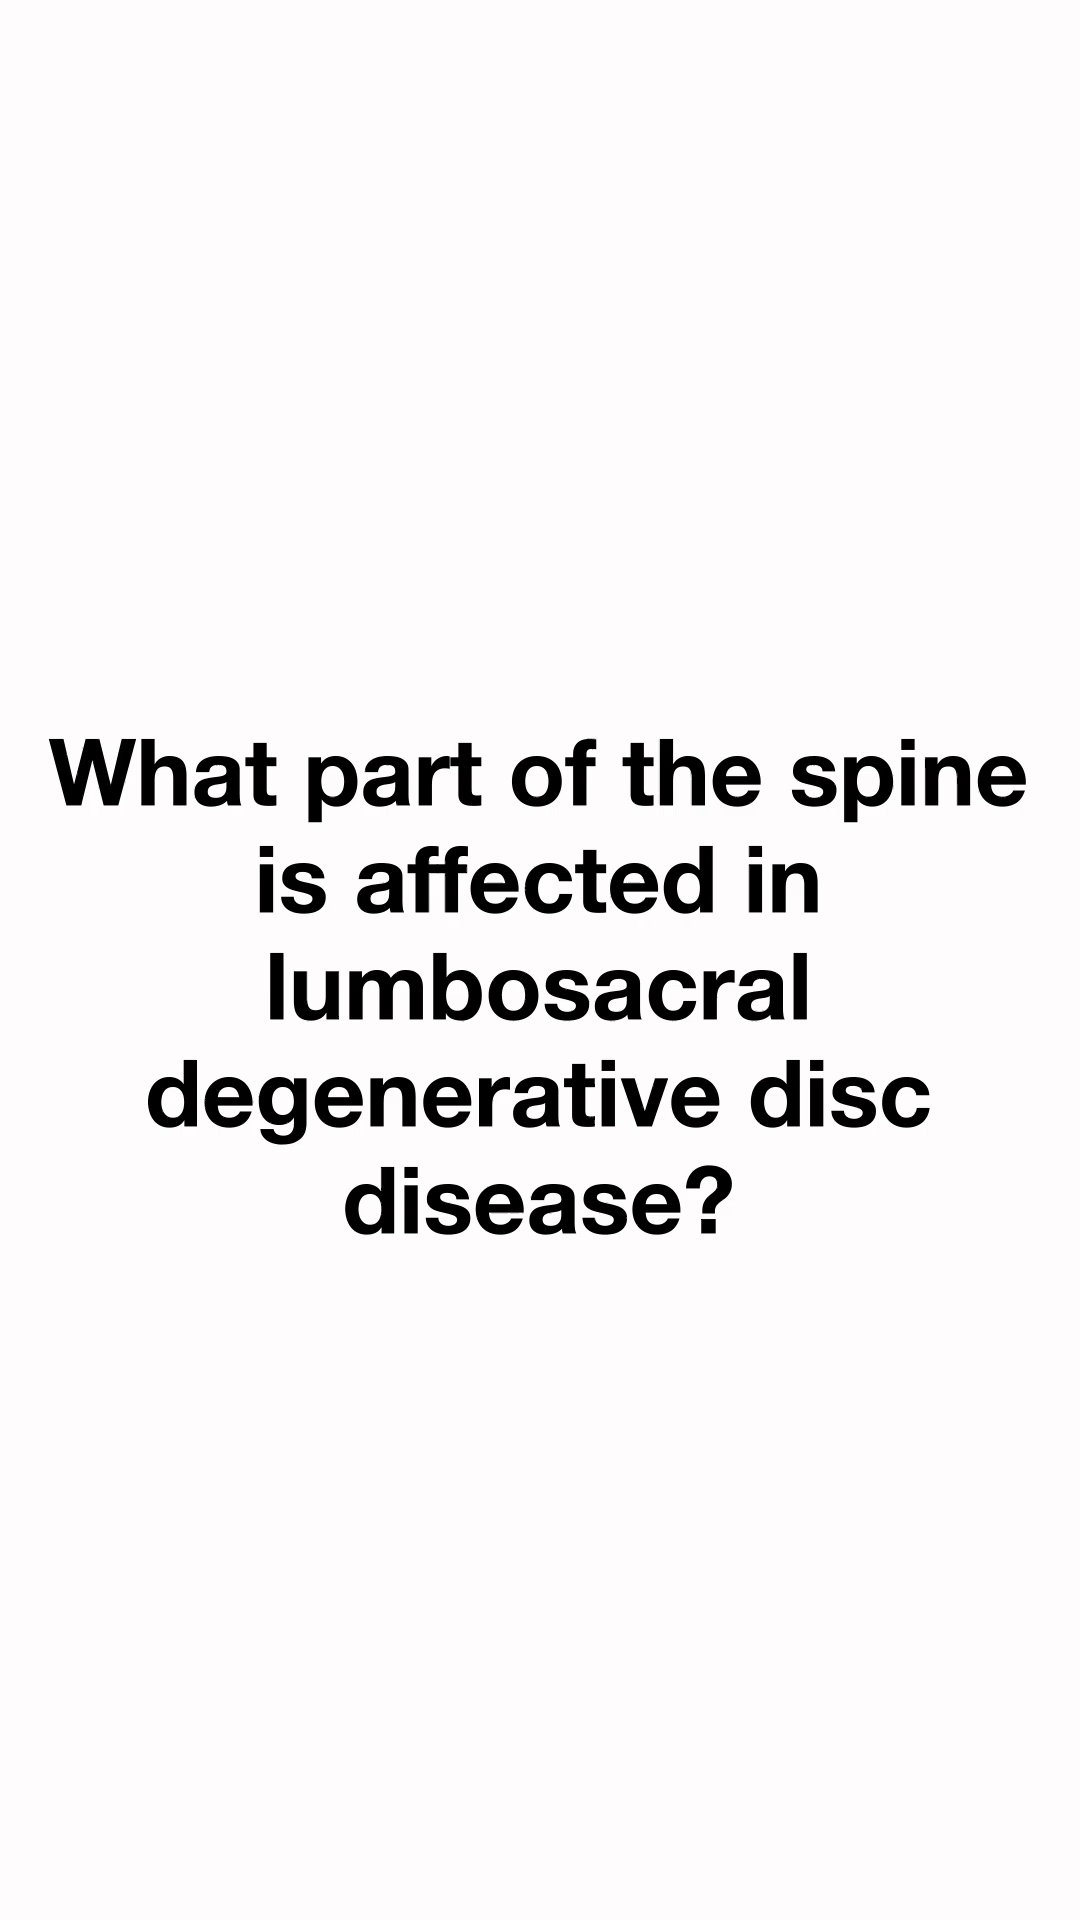 What part of the spine
is affected in
lumbosacral
degenerative disc
disease?